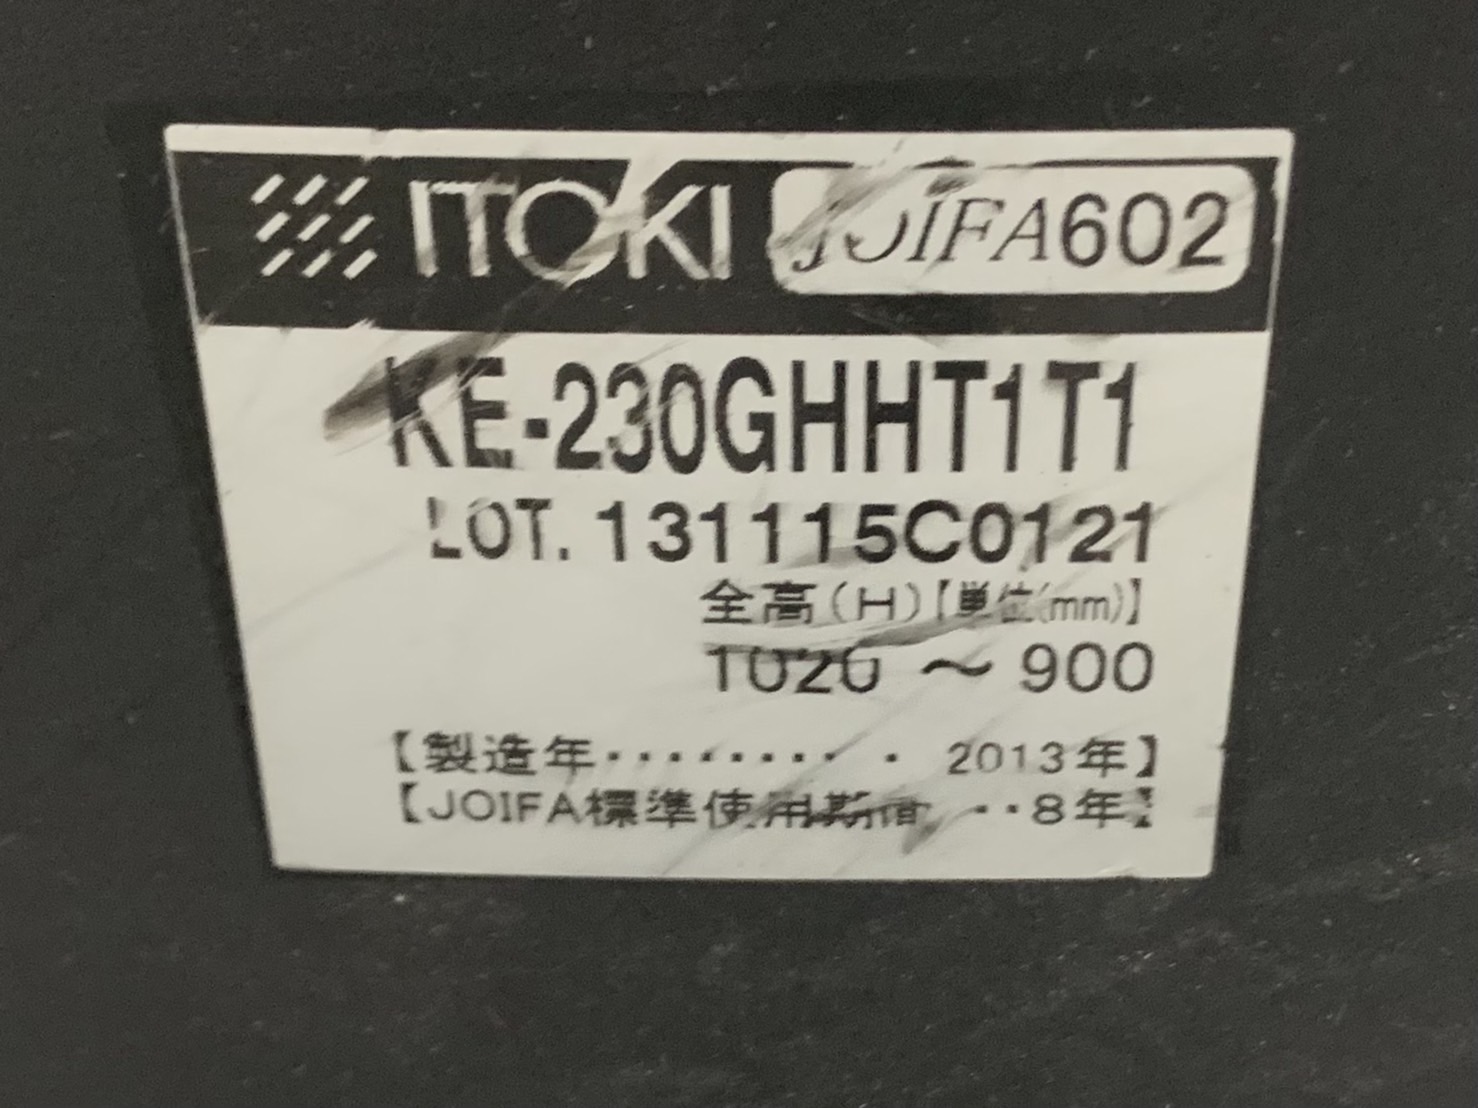 ITOKI JOIFA602
KE-230GHHT1T1
LOT. 131115C0121
全高(H)【単位(mm)】
1020 ～ 900
【製造年・・・・・・・・・2013年】
【JOIFA標準使用期間 ・・8年】